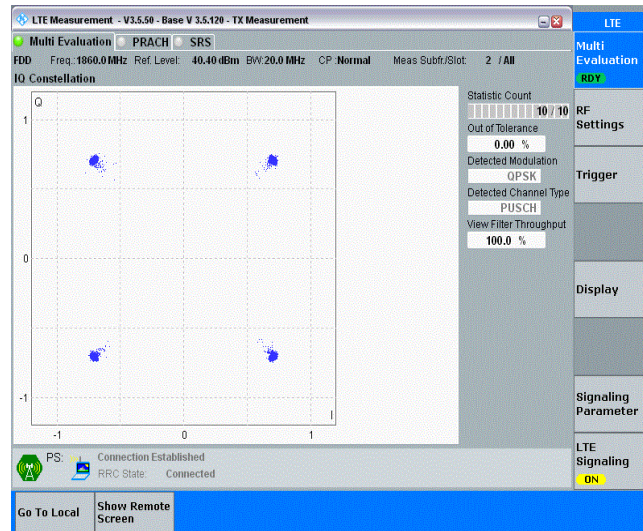 LTE Measurement - V3.5.50 - Base V 3.5.120 - TX Measurement
LTE
Multi Evaluation PRACH SRS
Multi
Evaluation
RDY
FDD Freq.: 1860.0 MHz Ref. Level: 40.40 dBm BW: 20.0 MHz CP : Normal Meas Subfr./Slot: 2 / All
IQ Constellation
Q
1
0
-1
-1 0 1
I
Statistic Count
10 / 10
Out of Tolerance
0.00 %
Detected Modulation
QPSK
Detected Channel Type
PUSCH
View Filter Throughput
100.0 %
RF
Settings
Trigger
Display
Signaling
Parameter
LTE
Signaling
ON
PS: Connection Established
RRC State: Connected
Go To Local
Show Remote
Screen